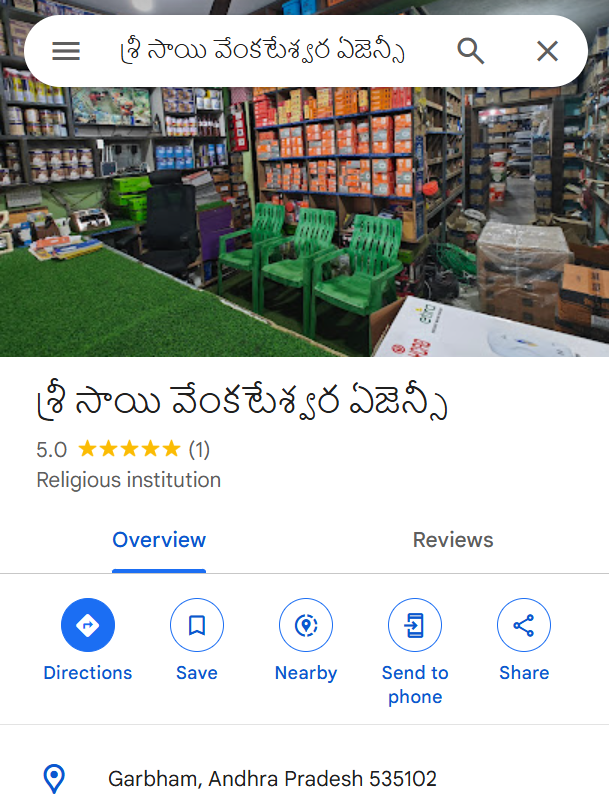 శ్రీ సాయి వేంకటేశ్వర ఏజెన్సీ
శ్రీ సాయి వేంకటేశ్వర ఏజెన్సీ
5.0 (1)
Religious institution
Overview Reviews
Directions Save Nearby Send to phone Share
Garbham, Andhra Pradesh 535102